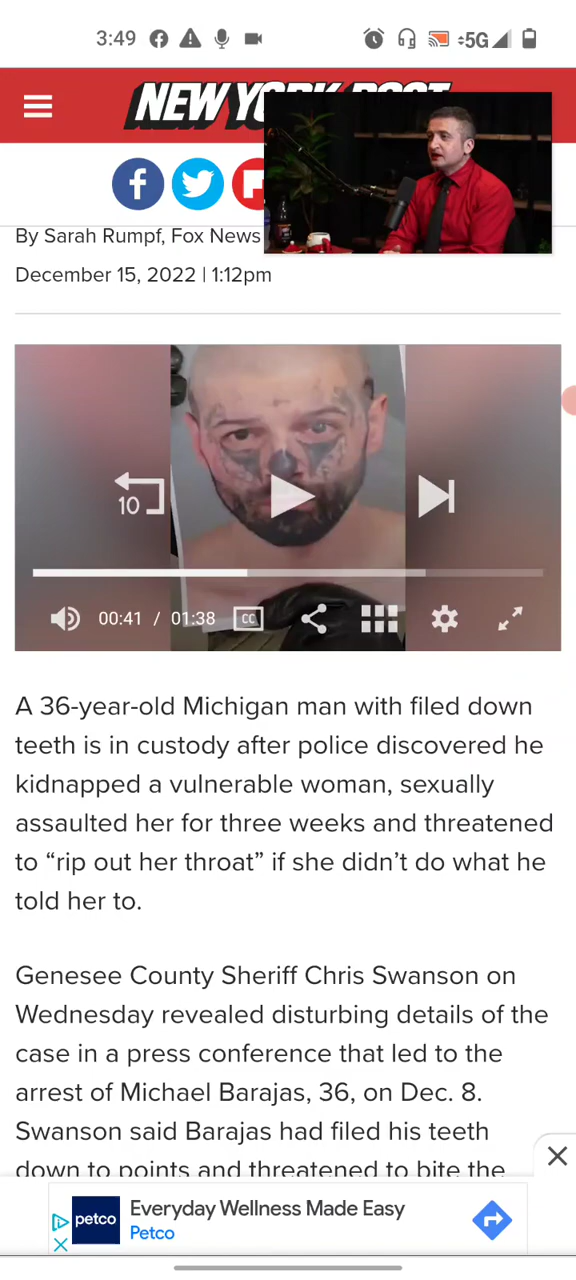 3:49
5G
NEW YORK POST
By Sarah Rumpf, Fox News
December 15, 2022 | 1:12pm
10
00:41 / 01:38 CC
A 36-year-old Michigan man with filed down
teeth is in custody after police discovered he
kidnapped a vulnerable woman, sexually
assaulted her for three weeks and threatened
to “rip out her throat” if she didn’t do what he
told her to.
Genesee County Sheriff Chris Swanson on
Wednesday revealed disturbing details of the
case in a press conference that led to the
arrest of Michael Barajas, 36, on Dec. 8.
Swanson said Barajas had filed his teeth
down to points and threatened to bite the
petco
Everyday Wellness Made Easy
Petco